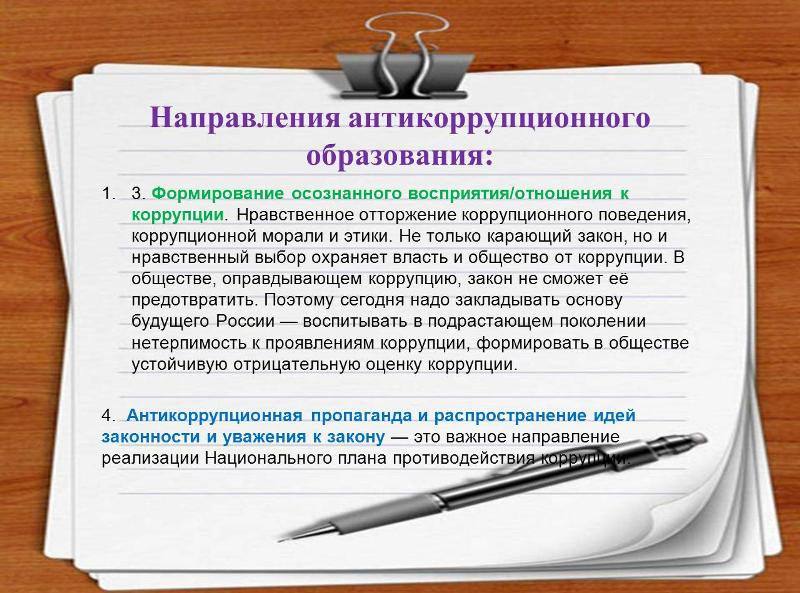 Направления антикоррупционного
образования:
1. 3. Формирование осознанного восприятия/отношения к
коррупции. Нравственное отторжение коррупционного поведения,
коррупционной морали и этики. Не только карающий закон, но и
нравственный выбор охраняет власть и общество от коррупции. В
обществе, оправдывающем коррупцию, закон не сможет её
предотвратить. Поэтому сегодня надо закладывать основу
будущего России — воспитывать в подрастающем поколении
нетерпимость к проявлениям коррупции, формировать в обществе
устойчивую отрицательную оценку коррупции.
4. Антикоррупционная пропаганда и распространение идей
законности и уважения к закону — это важное направление
реализации Национального плана противодействия коррупции.